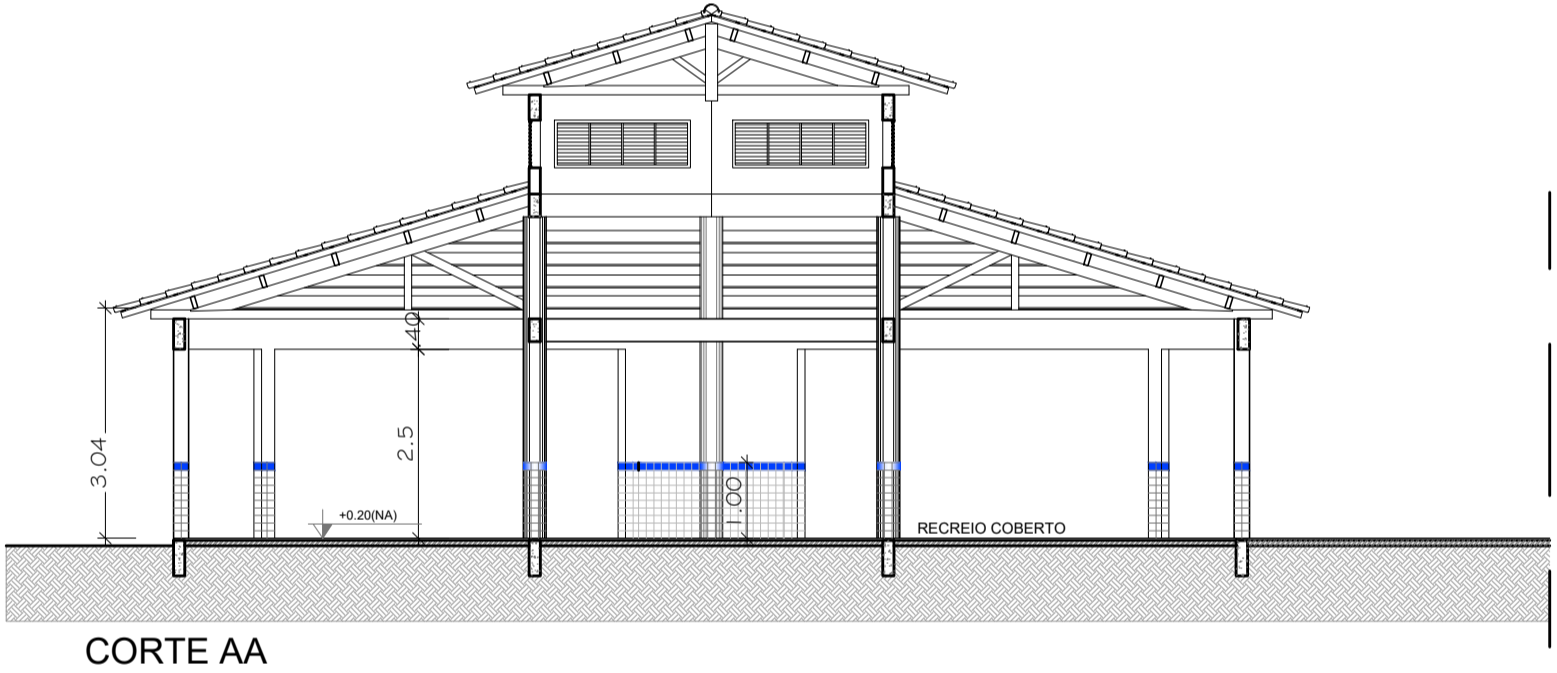 .40
3.04
2.5
1.00
+0.20(NA)
RECREIO COBERTO
CORTE AA